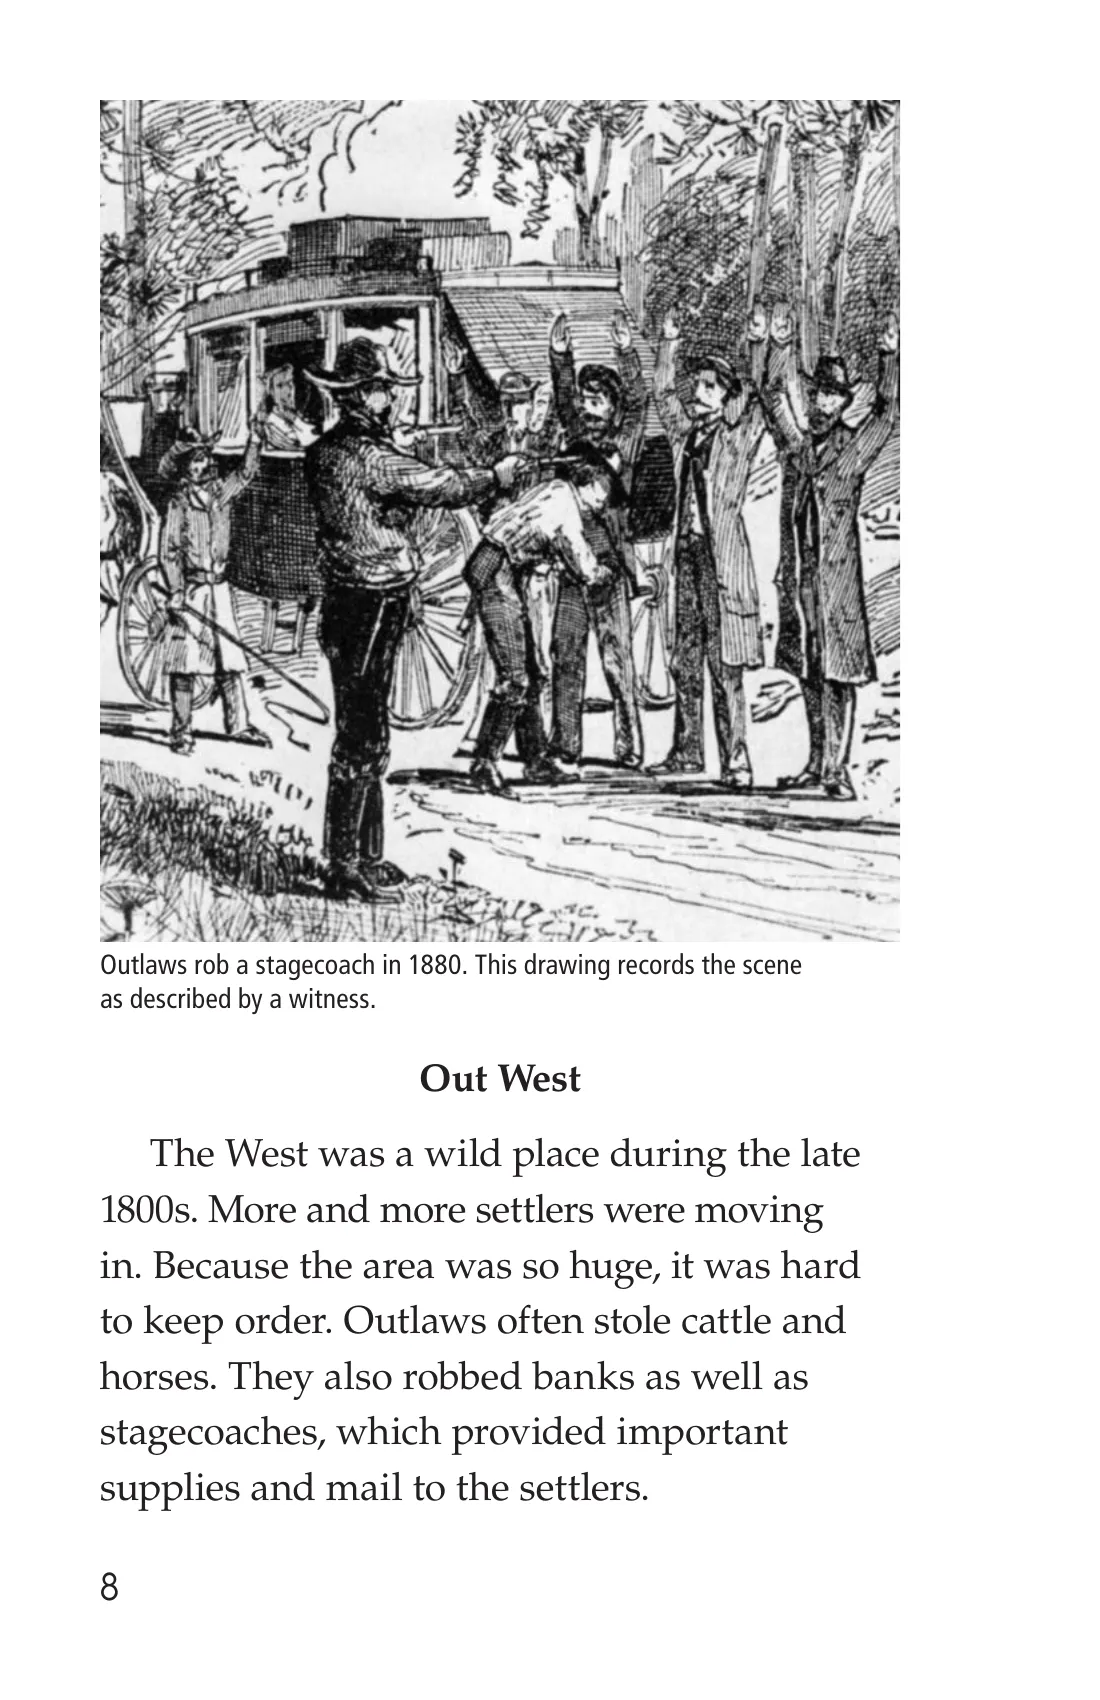 Outlaws rob a stagecoach in 1880. This drawing records the scene
as described by a witness.
Out West
The West was a wild place during the late
1800s. More and more settlers were moving
in. Because the area was so huge, it was hard
to keep order. Outlaws often stole cattle and
horses. They also robbed banks as well as
stagecoaches, which provided important
supplies and mail to the settlers.
8